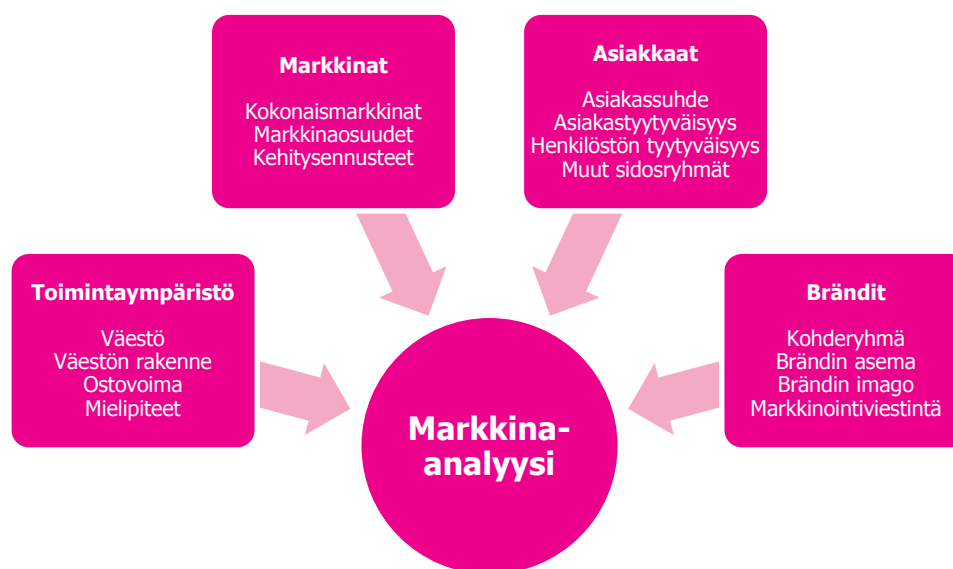 Markkinat
Kokonaismarkkinat
Markkinaosuudet
Kehitysennusteet
Asiakkaat
Asiakassuhde
Asiakastyytyväisyys
Henkilöstön tyytyväisyys
Muut sidosryhmät
Toimintaympäristö
Väestö
Väestön rakenne
Ostovoima
Mielipiteet
Brändit
Kohderyhmä
Brändin asema
Brändin imago
Markkinointiviestintä
Markkina-
analyysi